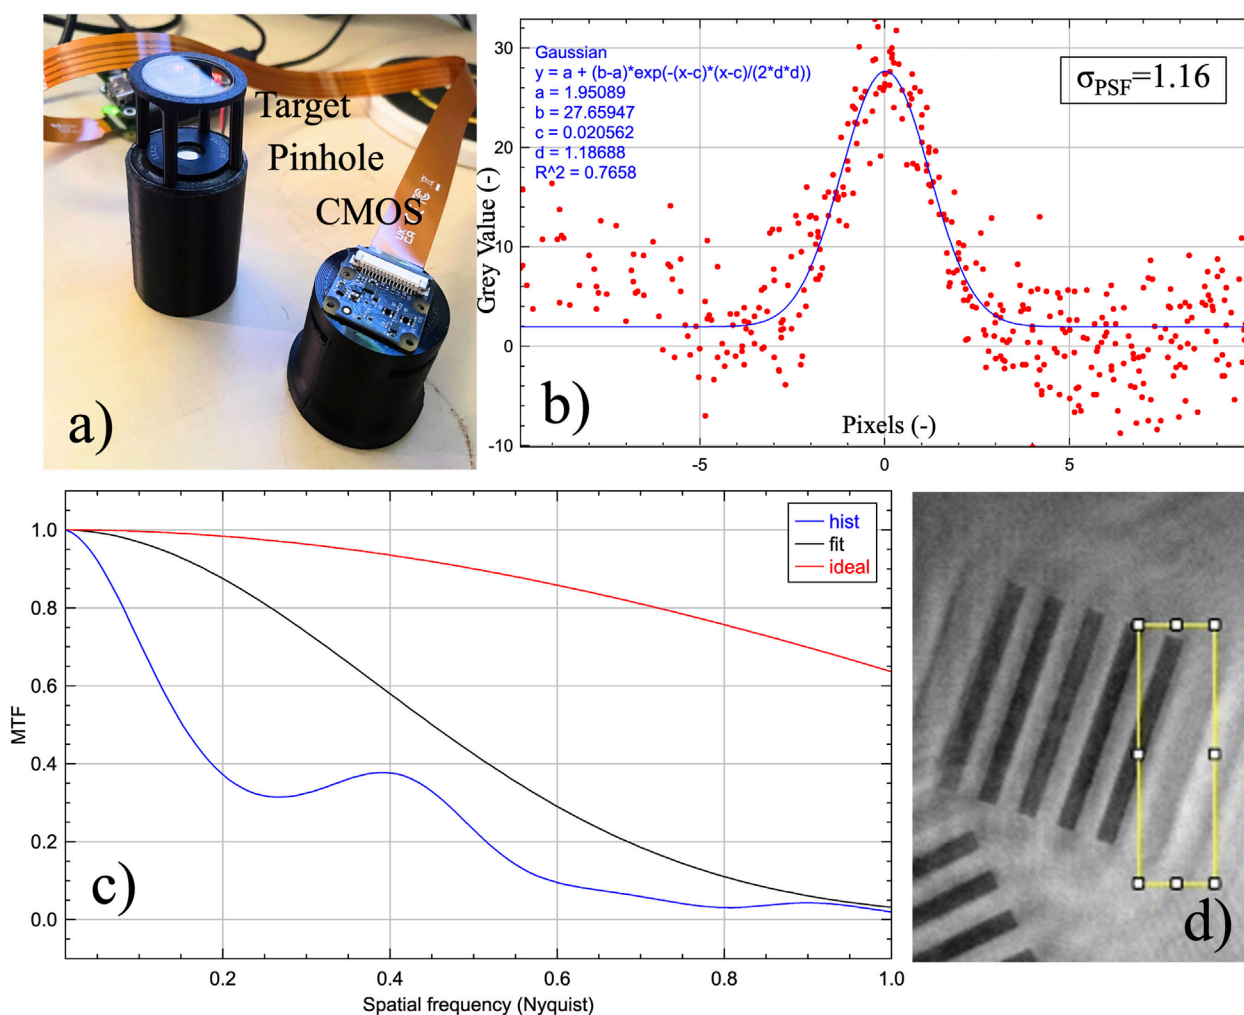 Target
Pinhole
CMOS
a)
Gaussian
y = a + (b-a)*exp(-(x-c)*(x-c)/(2*d*d))
a = 1.95089
b = 27.65947
c = 0.020562
d = 1.18688
R^2 = 0.7658
σPSF=1.16
30
20
10
0
-10
Grey Value (-)
-5
0
5
Pixels (-)
b)
hist
fit
ideal
1.0
0.8
0.6
0.4
0.2
0.0
MTF
0.2
0.4
0.6
0.8
1.0
Spatial frequency (Nyquist)
c)
d)